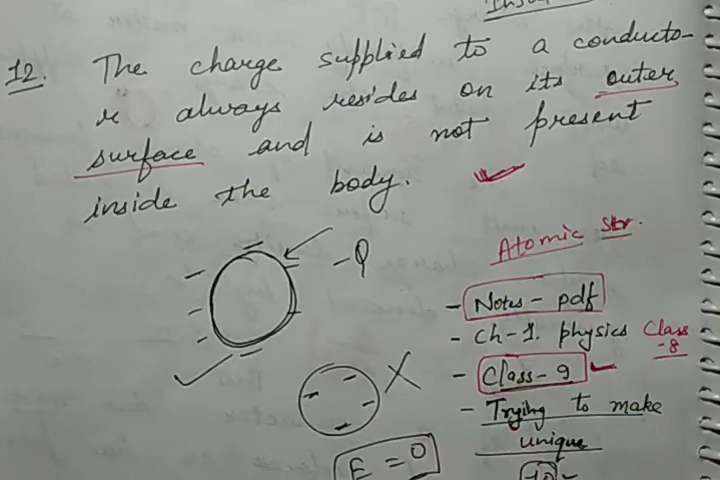 12. The charge supplied to a conducto-
r always resides on its outer
surface and is not present
inside the body.
-Q
E = 0
Atomic Str.
- Notes - pdf
- Ch-1. physics Class
-8
- Class-9
- Trying to make
unique